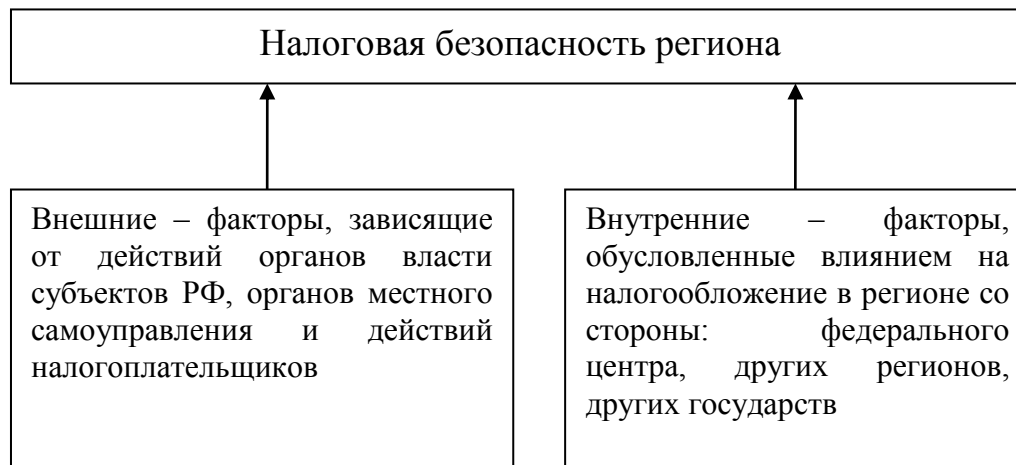 Налоговая безопасность региона
Внешние – факторы, зависящие
от действий органов власти
субъектов РФ, органов местного
самоуправления и действий
налогоплательщиков
Внутренние – факторы,
обусловленные влиянием на
налогообложение в регионе со
стороны: федерального
центра, других регионов,
других государств